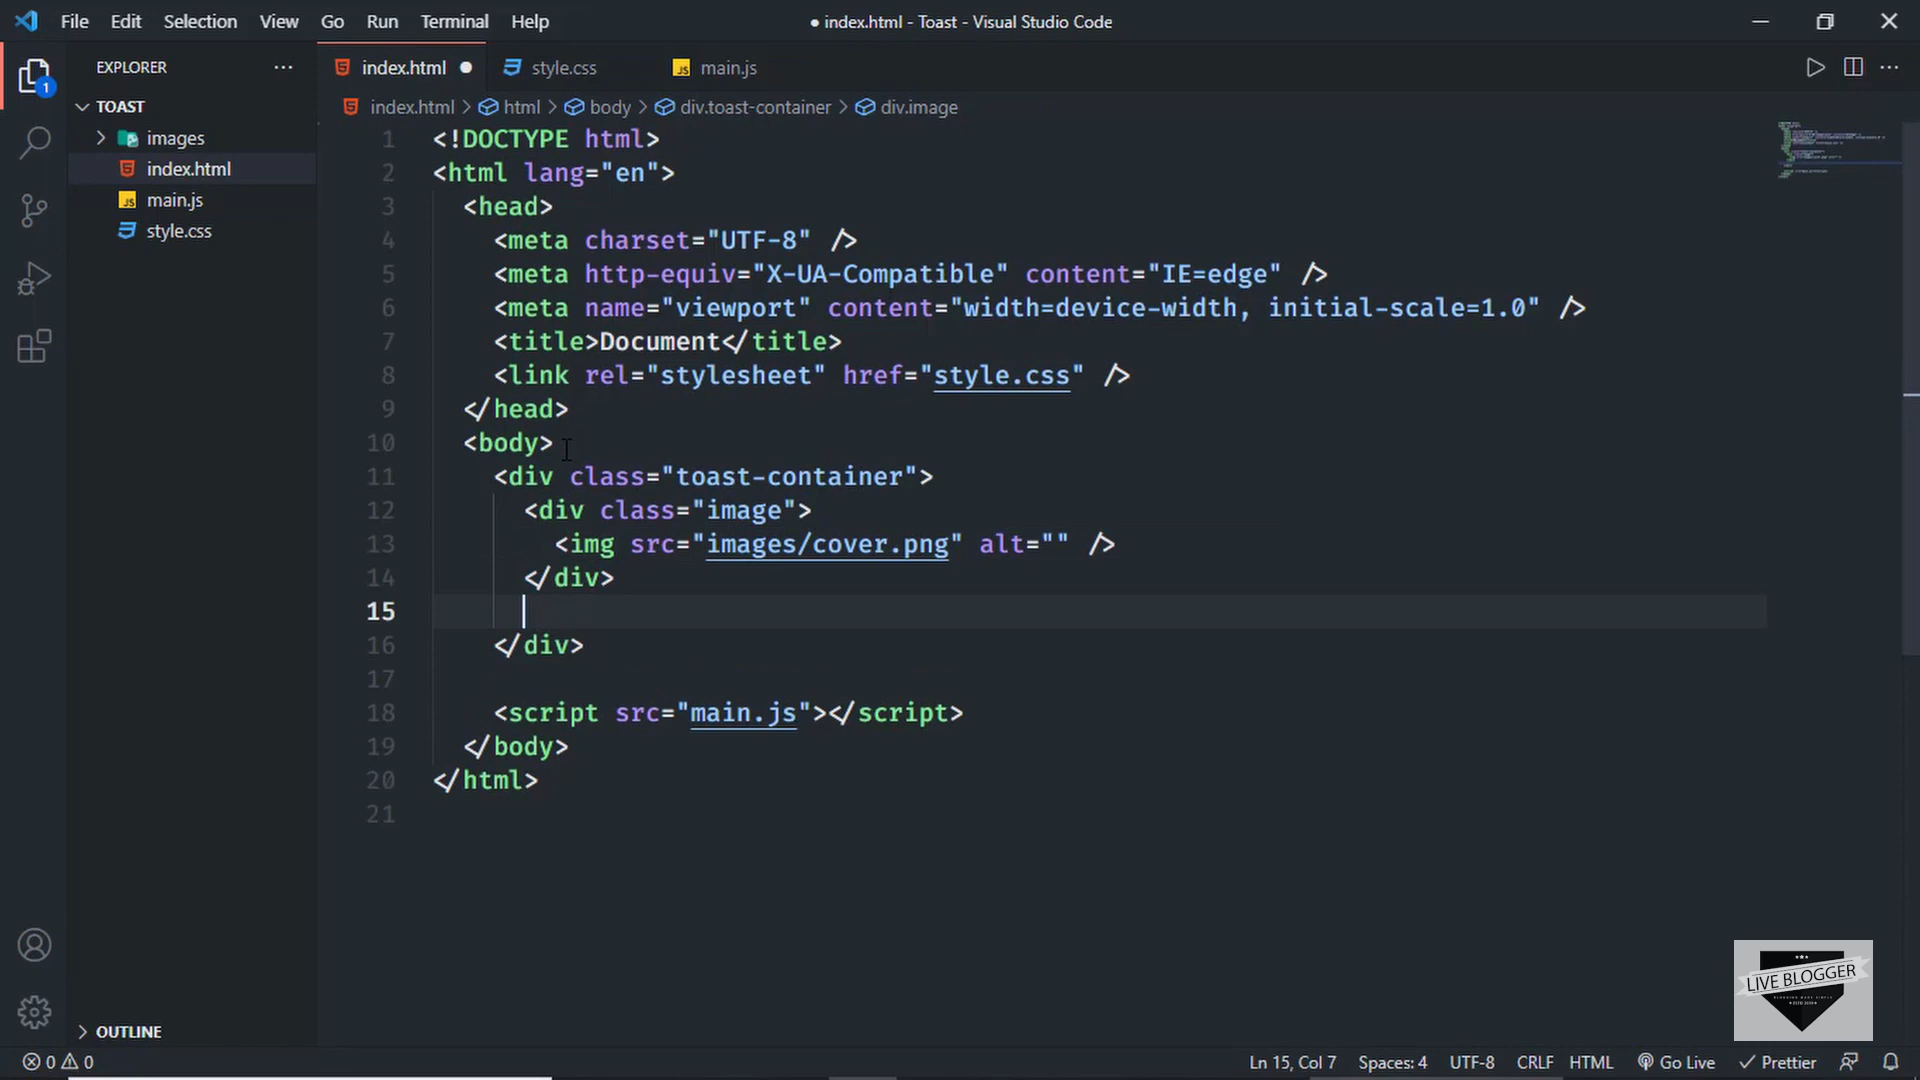 File Edit Selection View Go Run Terminal Help
● index.html - Toast - Visual Studio Code
EXPLORER
TOAST
images
index.html
main.js
style.css
OUTLINE
1
index.html style.css main.js
index.html > html > body > div.toast-container > div.image
1 <!DOCTYPE html>
2 <html lang="en">
3 <head>
4 <meta charset="UTF-8" />
5 <meta http-equiv="X-UA-Compatible" content="IE=edge" />
6 <meta name="viewport" content="width=device-width, initial-scale=1.0" />
7 <title>Document</title>
8 <link rel="stylesheet" href="style.css" />
9 </head>
10 <body>
11 <div class="toast-container">
12 <div class="image">
13 <img src="images/cover.png" alt="" />
14 </div>
15
16 </div>
17
18 <script src="main.js"></script>
19 </body>
20 </html>
21
LIVE BLOGGER
0 0
Ln 15, Col 7 Spaces: 4 UTF-8 CRLF HTML Go Live Prettier